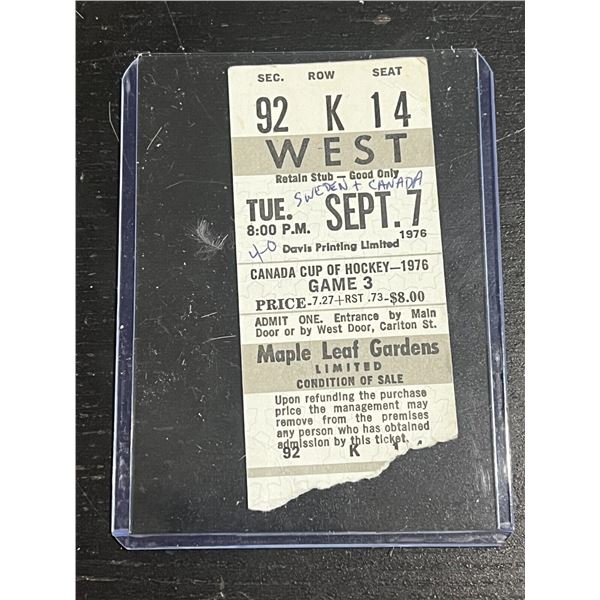 SEC. ROW SEAT
92 K 14
WEST
Retain Stub — Good Only
SWEDEN + CANADA
TUE. SEPT. 7
8:00 P.M. 1976
4-0 Davis Printing Limited
CANADA CUP OF HOCKEY—1976
GAME 3
PRICE-7.27+RST .73-$8.00
ADMIT ONE. Entrance by Main
Door or by West Door, Carlton St.
Maple Leaf Gardens
LIMITED
CONDITION OF SALE
Upon refunding the purchase
price the management may
remove from the premises
any person who has obtained
admission by this ticket.
92 K 14